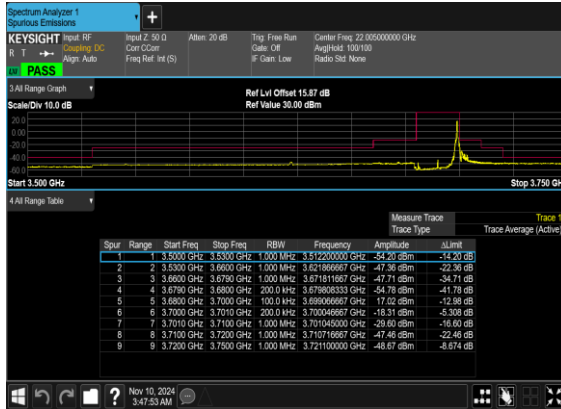 Spectrum Analyzer 1
Spurious Emissions
+
KEYSIGHT
R T
PASS
Input: RF
Coupling: DC
Align: Auto
Input Z: 50 Ω
Corr CCorr
Freq Ref: Int (S)
Atten: 20 dB
Trig: Free Run
Gate: Off
IF Gain: Low
Center Freq: 22.005000000 GHz
Avg|Hold: 100/100
Radio Std: None
3 All Range Graph
Scale/Div 10.0 dB
Ref Lvl Offset 15.87 dB
Ref Value 30.00 dBm
20.0
0.00
-20.0
-40.0
-60.0
Start 3.500 GHz
Stop 3.750 GH
4 All Range Table
Measure Trace Trace 1
Trace Type Trace Average (Active)
Spur Range Start Freq Stop Freq RBW Frequency Amplitude ΔLimit
1 1 3.5000 GHz 3.5300 GHz 1.000 MHz 3.512200000 GHz -54.20 dBm -14.20 dB
2 2 3.5300 GHz 3.6600 GHz 1.000 MHz 3.621866667 GHz -47.36 dBm -22.36 dB
3 3 3.6600 GHz 3.6790 GHz 1.000 MHz 3.671811667 GHz -47.71 dBm -34.71 dB
4 4 3.6790 GHz 3.6800 GHz 200.0 kHz 3.679808333 GHz -54.78 dBm -41.78 dB
5 5 3.6800 GHz 3.7000 GHz 100.0 kHz 3.699066667 GHz 17.02 dBm -12.98 dB
6 6 3.7000 GHz 3.7010 GHz 200.0 kHz 3.700046667 GHz -18.31 dBm -5.308 dB
7 7 3.7010 GHz 3.7100 GHz 1.000 MHz 3.701045000 GHz -29.60 dBm -16.60 dB
8 8 3.7100 GHz 3.7200 GHz 1.000 MHz 3.710716667 GHz -47.46 dBm -22.46 dB
9 9 3.7200 GHz 3.7500 GHz 1.000 MHz 3.721100000 GHz -48.67 dBm -8.674 dB
?
Nov 10, 2024
3:47:53 AM